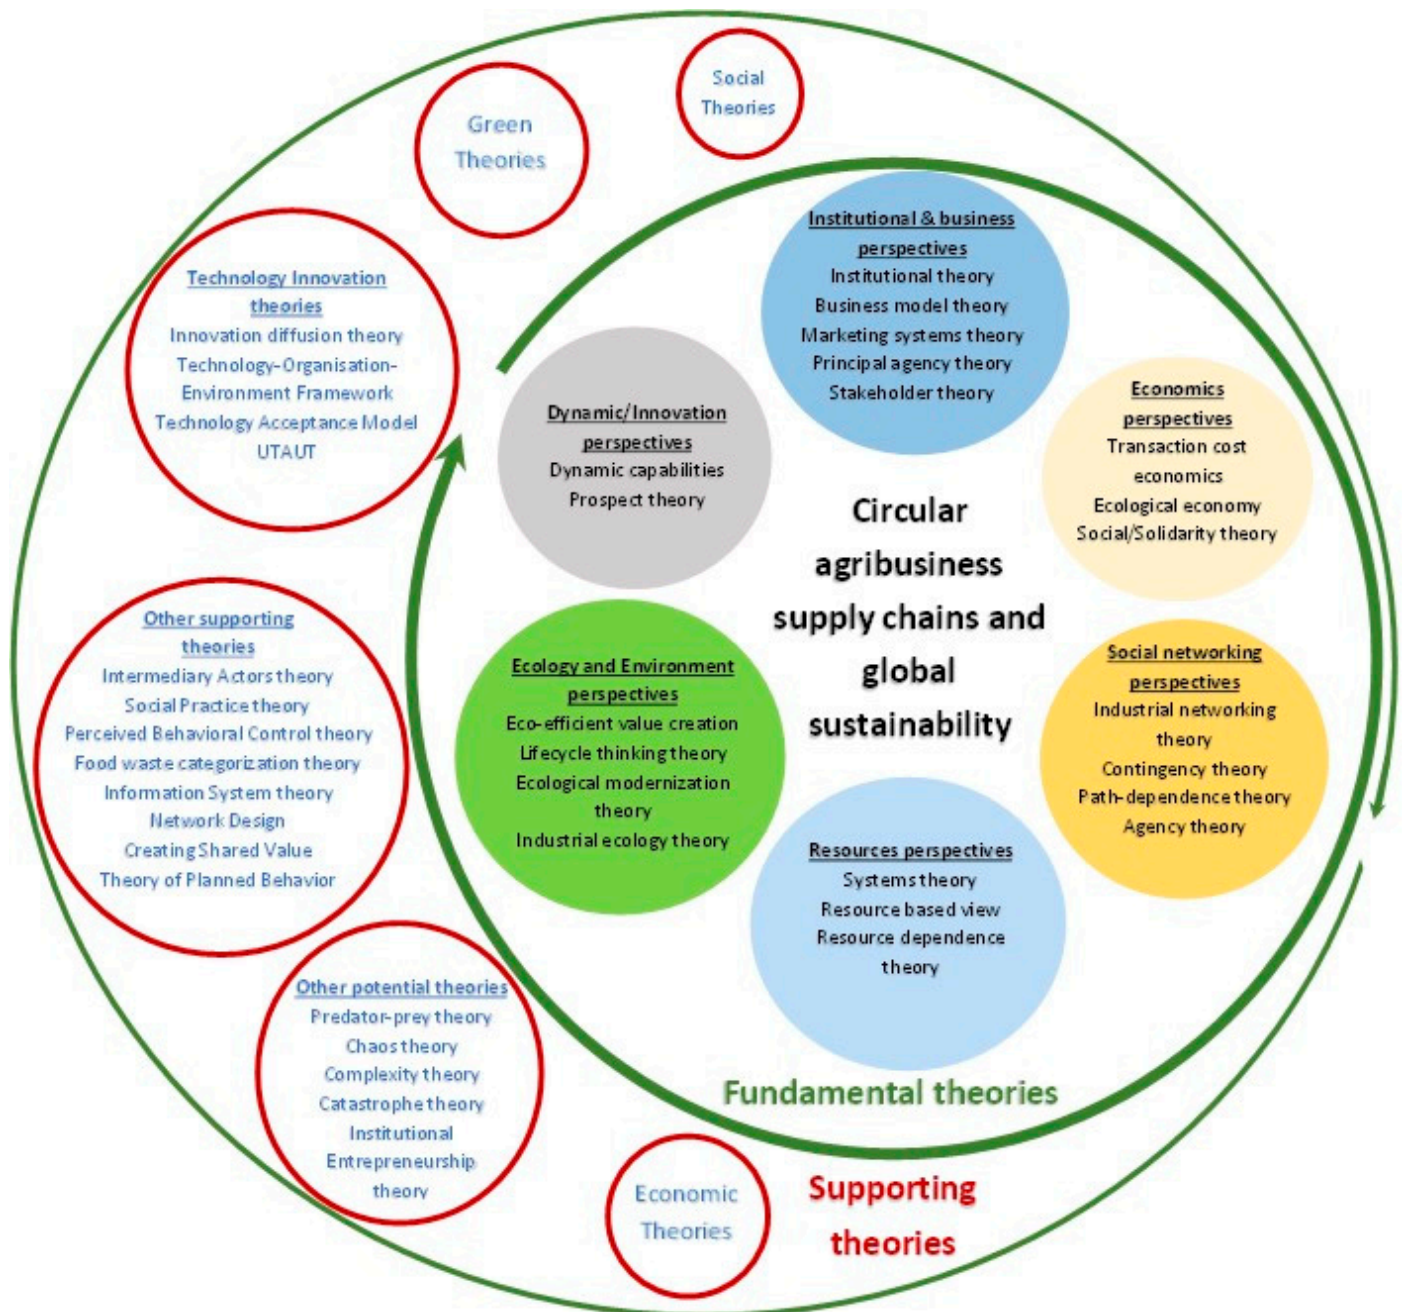 Social
Theories
Green
Theories
Technology Innovation
theories
Innovation diffusion theory
Technology-Organisation-
Environment Framework
Technology Acceptance Model
UTAUT
Institutional & business
perspectives
Institutional theory
Business model theory
Marketing systems theory
Principal agency theory
Stakeholder theory
Dynamic/Innovation
perspectives
Dynamic capabilities
Prospect theory
Economics
perspectives
Transaction cost
economics
Ecological economy
Social/Solidarity theory
Circular
agribusiness
supply chains and
global
sustainability
Other supporting
theories
Intermediary Actors theory
Social Practice theory
Perceived Behavioral Control theory
Food waste categorization theory
Information System theory
Network Design
Creating Shared Value
Theory of Planned Behavior
Ecology and Environment
perspectives
Eco-efficient value creation
Lifecycle thinking theory
Ecological modernization
theory
Industrial ecology theory
Social networking
perspectives
Industrial networking
theory
Contingency theory
Path-dependence theory
Agency theory
Resources perspectives
Systems theory
Resource based view
Resource dependence
theory
Other potential theories
Predator-prey theory
Chaos theory
Complexity theory
Catastrophe theory
Institutional
Entrepreneurship
theory
Fundamental theories
Economic
Theories
Supporting
theories